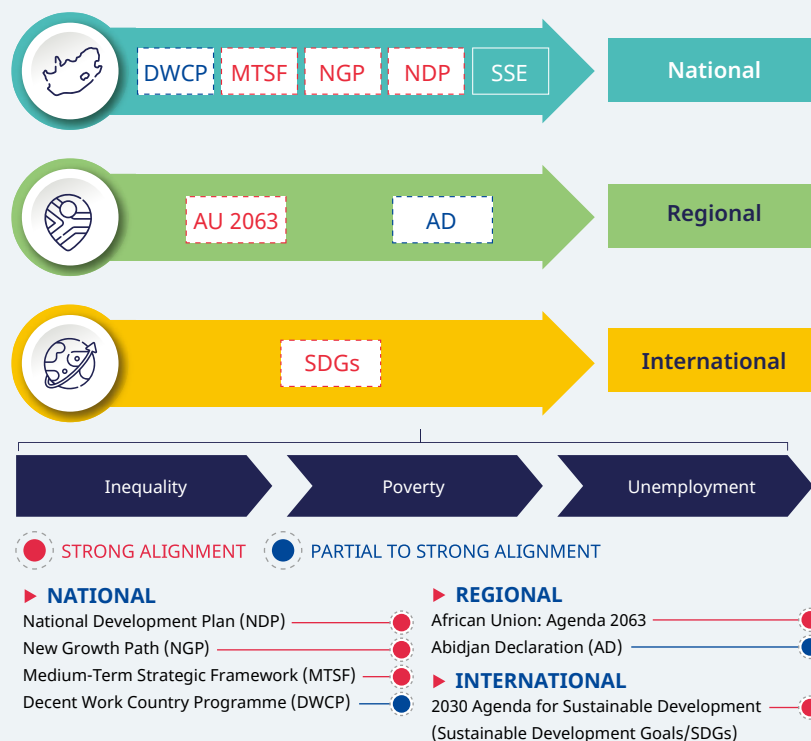 DWCP MTSF NGP NDP SSE National
AU 2063 AD Regional
SDGs International
Inequality Poverty Unemployment
STRONG ALIGNMENT PARTIAL TO STRONG ALIGNMENT
NATIONAL
National Development Plan (NDP)
New Growth Path (NGP)
Medium-Term Strategic Framework (MTSF)
Decent Work Country Programme (DWCP)
REGIONAL
African Union: Agenda 2063
Abidjan Declaration (AD)
INTERNATIONAL
2030 Agenda for Sustainable Development
(Sustainable Development Goals/SDGs)